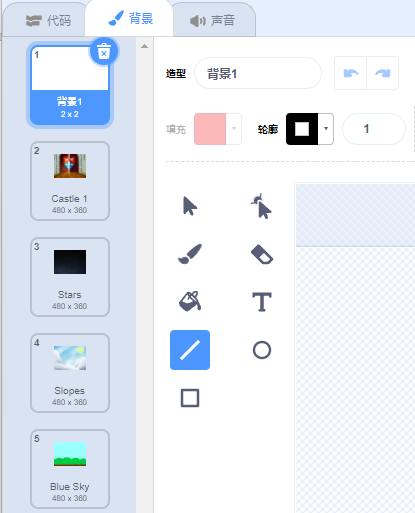 代码
背景
声音
1
背景1
2 x 2
2
Castle 1
480 x 360
3
Stars
480 x 360
4
Slopes
480 x 360
5
Blue Sky
480 x 360
造型
背景1
填充
轮廓
1